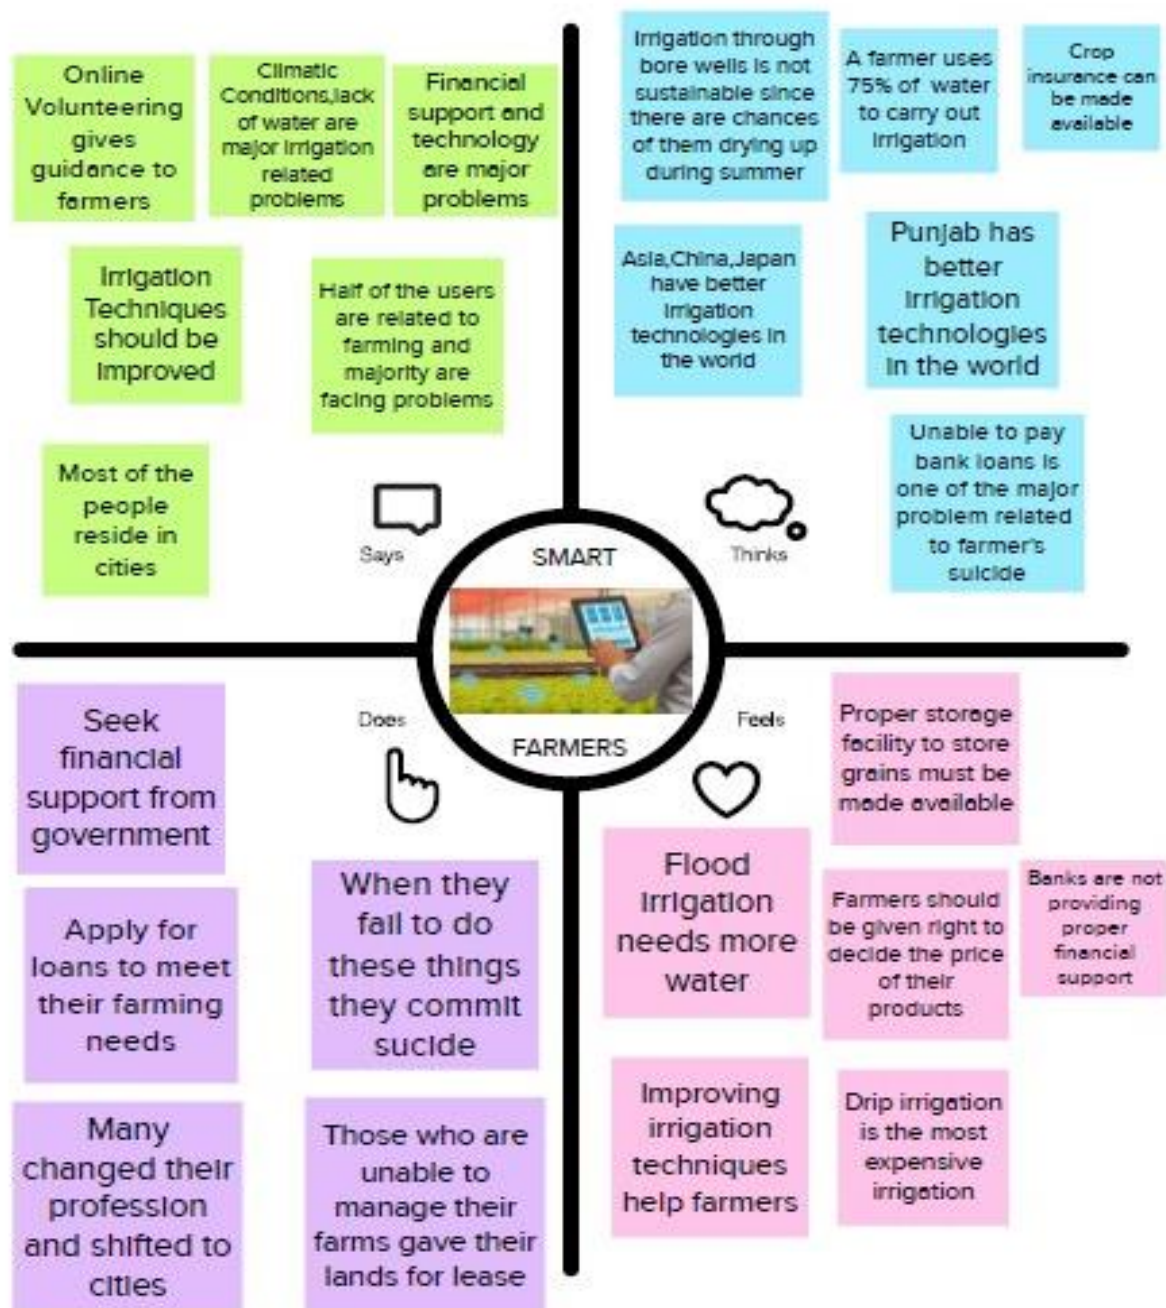 Online
Volunteering
gives
guidance to
farmers
Climatic
Conditions,lack
of water are
major irrigation
related
problems
Financial
support and
technology
are major
problems
Irrigation
Techniques
should be
improved
Half of the users
are related to
farming and
majority are
facing problems
Most of the
people
reside in
cities
Says
Irrigation through
bore wells is not
sustainable since
there are chances
of them drying up
during summer
A farmer uses
75% of water
to carry out
irrigation
Crop
insurance can
be made
available
Asia,China,Japan
have better
irrigation
technologies in
the world
Punjab has
better
irrigation
technologies
in the world
Unable to pay
bank loans is
one of the major
problem related
to farmer's
suicide
Thinks
SMART
FARMERS
Does
Seek
financial
support from
government
Apply for
loans to meet
their farming
needs
When they
fail to do
these things
they commit
sucide
Many
changed their
profession
and shifted to
cities
Those who are
unable to
manage their
farms gave their
lands for lease
Feels
Proper storage
facility to store
grains must be
made available
Flood
irrigation
needs more
water
Farmers should
be given right to
decide the price
of their
products
Banks are not
providing
proper
financial
support
Improving
irrigation
techniques
help farmers
Drip irrigation
is the most
expensive
irrigation